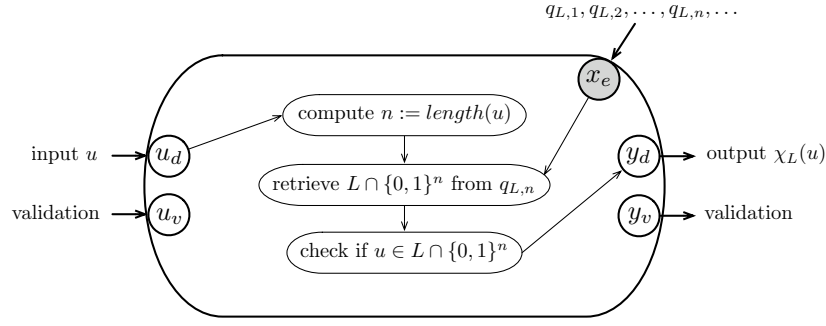 q_{L,1}, q_{L,2}, ..., q_{L,n}, ...
x_e
compute n := length(u)
input u
u_d
y_d
output χ_L(u)
retrieve L ∩ {0, 1}^n from q_{L,n}
validation
u_v
y_v
validation
check if u ∈ L ∩ {0, 1}^n